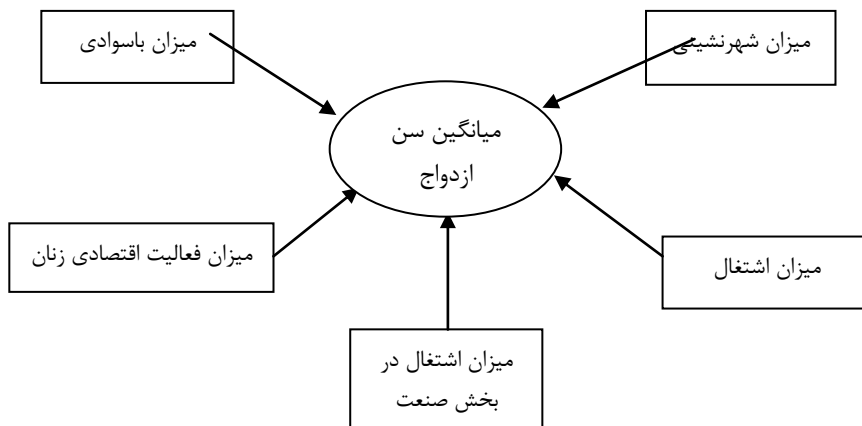 میزان شهرنشینی
میزان باسوادی
میانگین سن
ازدواج
میزان اشتغال
میزان فعالیت اقتصادی زنان
میزان اشتغال در
بخش صنعت